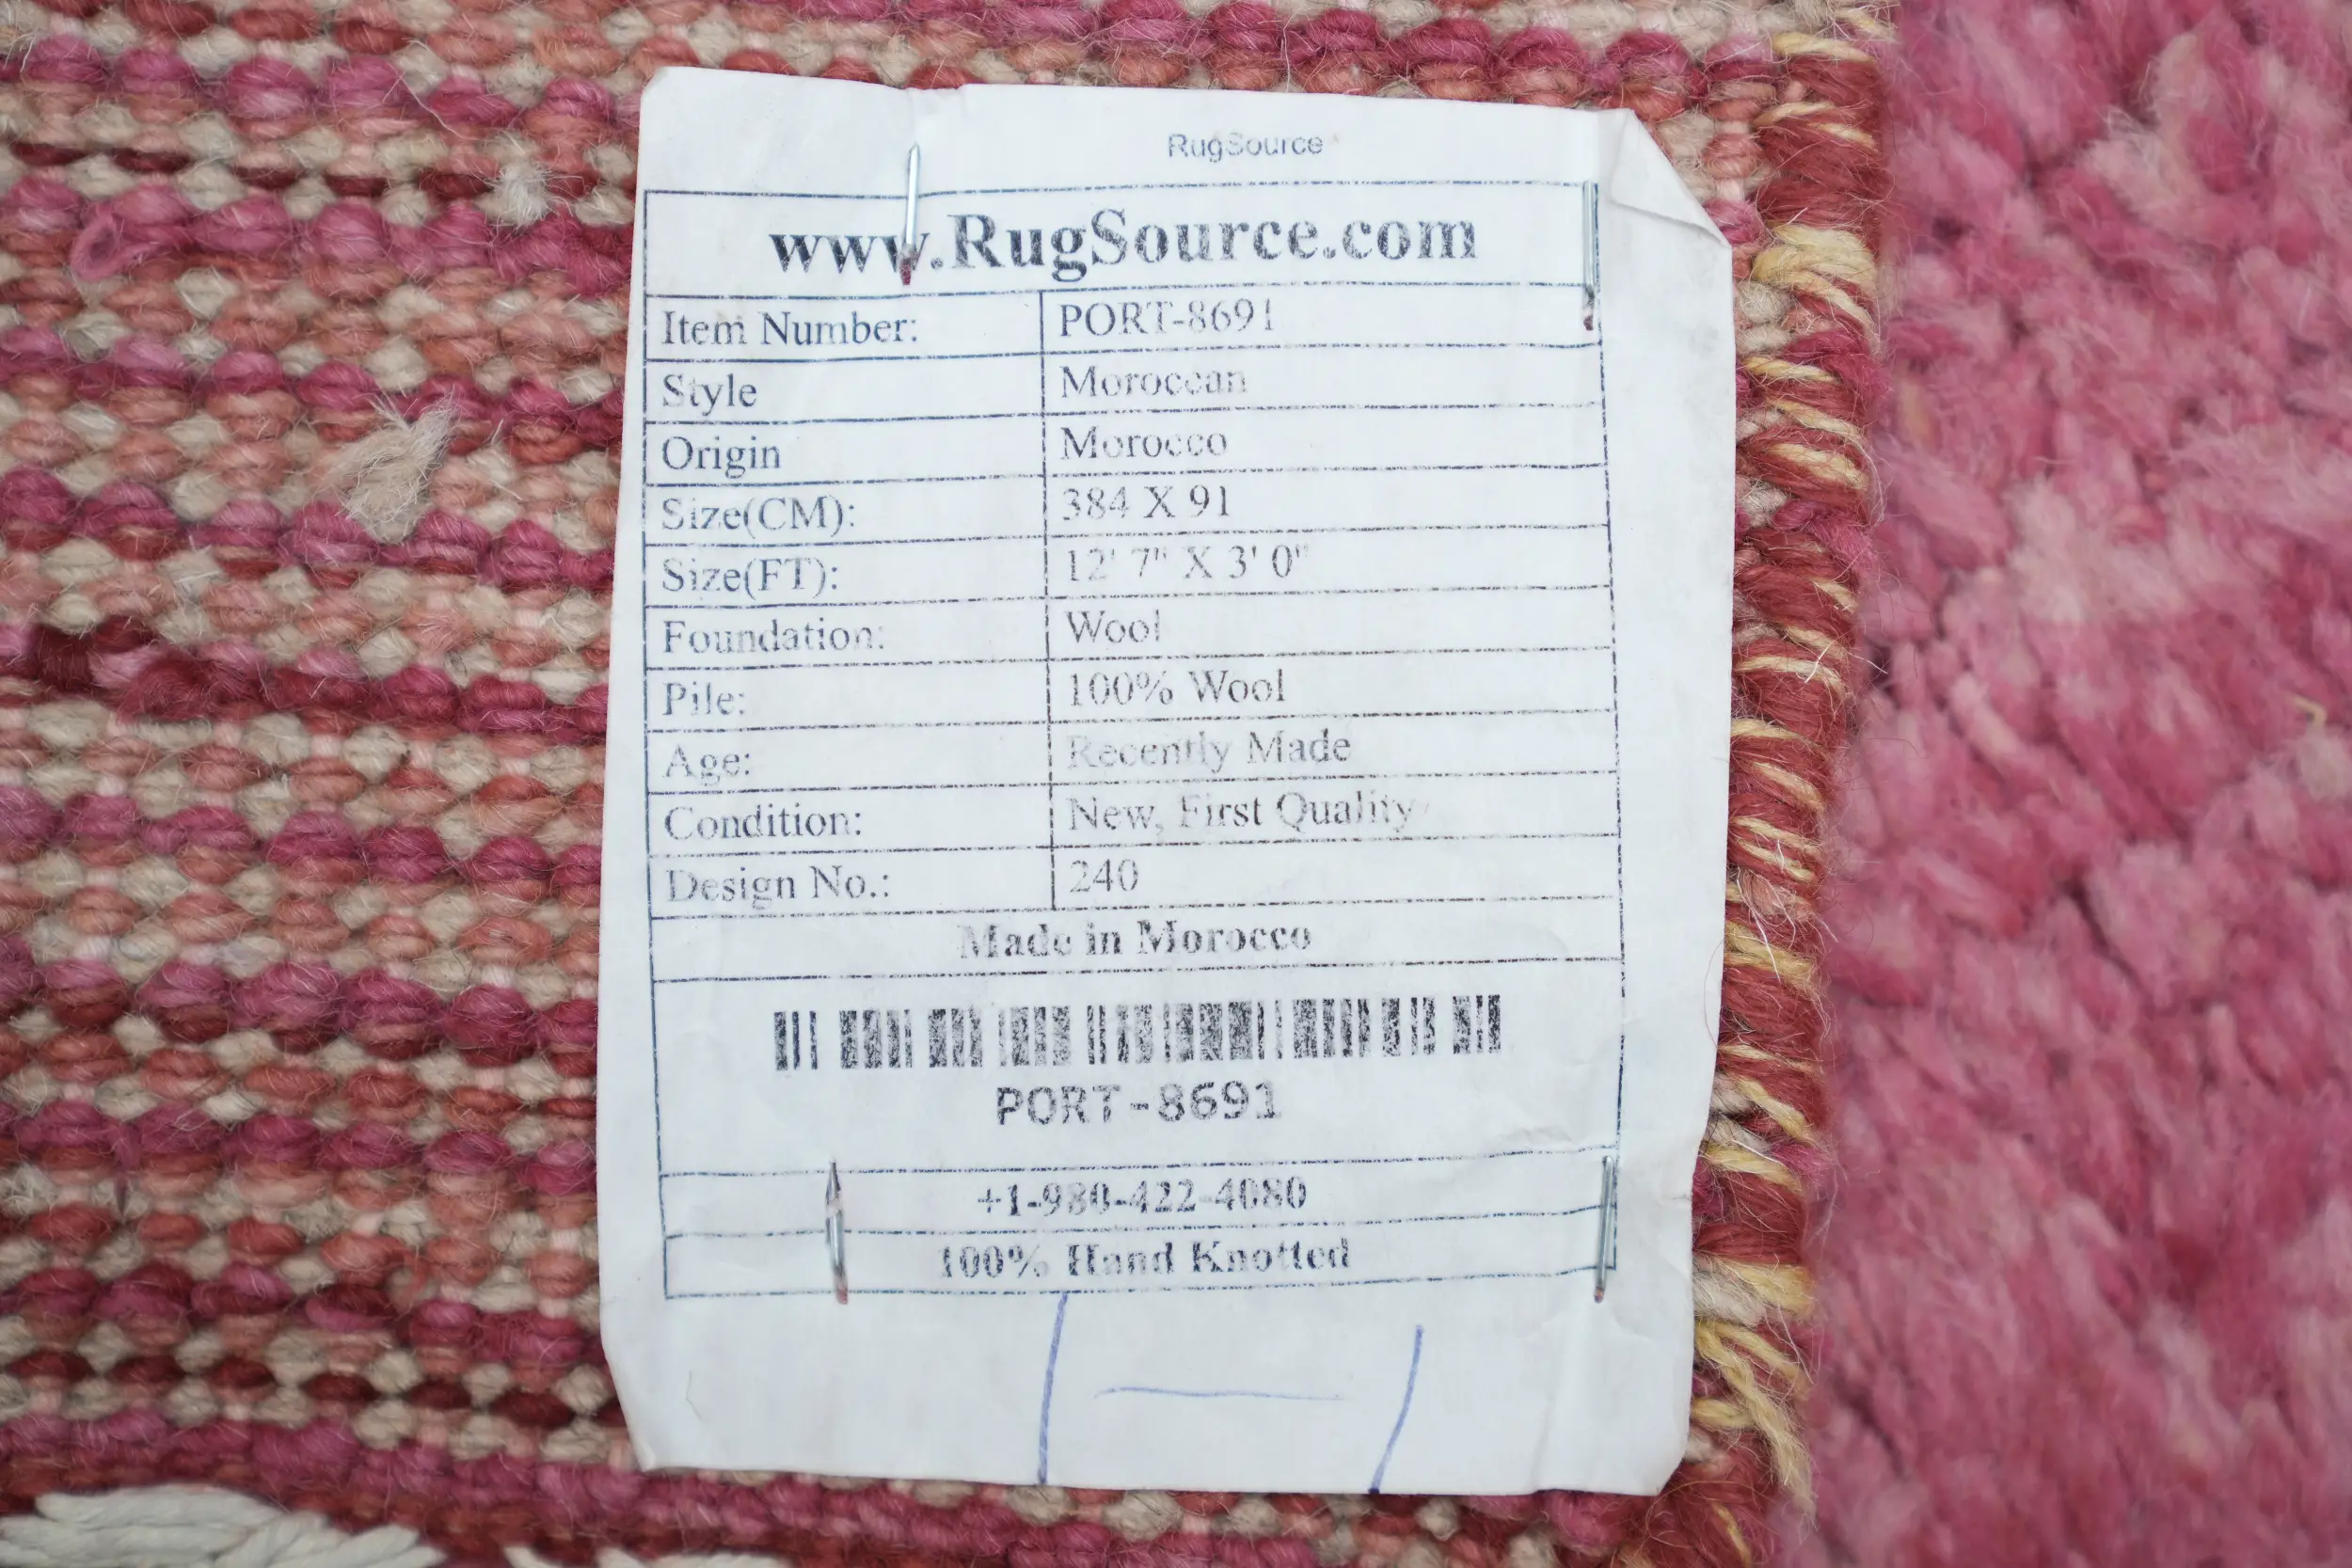 RugSource
www.RugSource.com
Item Number: PORT-8691
Style Moroccan
Origin Morocco
Size(CM): 384 X 91
Size(FT): 12' 7" X 3' 0"
Foundation: Wool
Pile: 100% Wool
Age: Recently Made
Condition: New, First Quality
Design No.: 240
Made in Morocco
PORT-8691
+1-980-422-4080
100% Hand Knotted
1 - 1